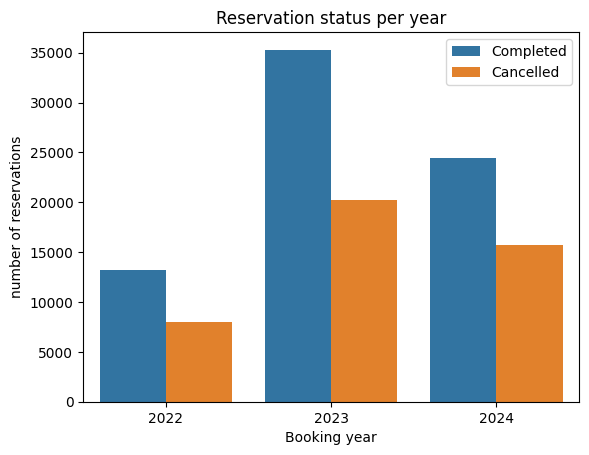 Reservation status per year
Completed
Cancelled
number of reservations
35000
30000
25000
20000
15000
10000
5000
0
2022
2023
2024
Booking year